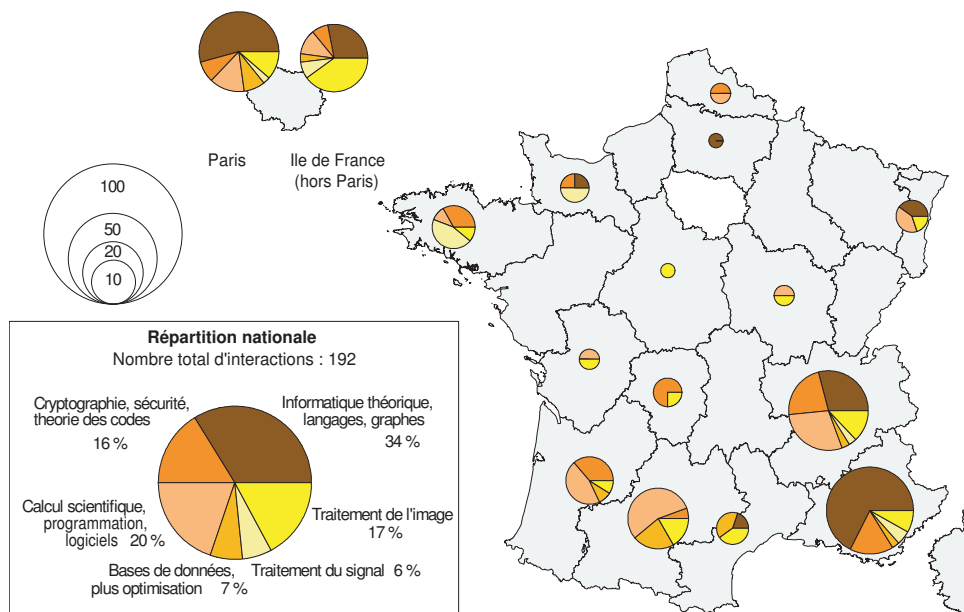 Paris
Ile de France
(hors Paris)
100
50
20
10
Répartition nationale
Nombre total d'interactions : 192
Cryptographie, sécurité,
theorie des codes
16 %
Informatique théorique,
langages, graphes
34 %
Calcul scientifique,
programmation,
logiciels 20 %
Traitement de l'image
17 %
Bases de données,
plus optimisation 7 %
Traitement du signal 6 %